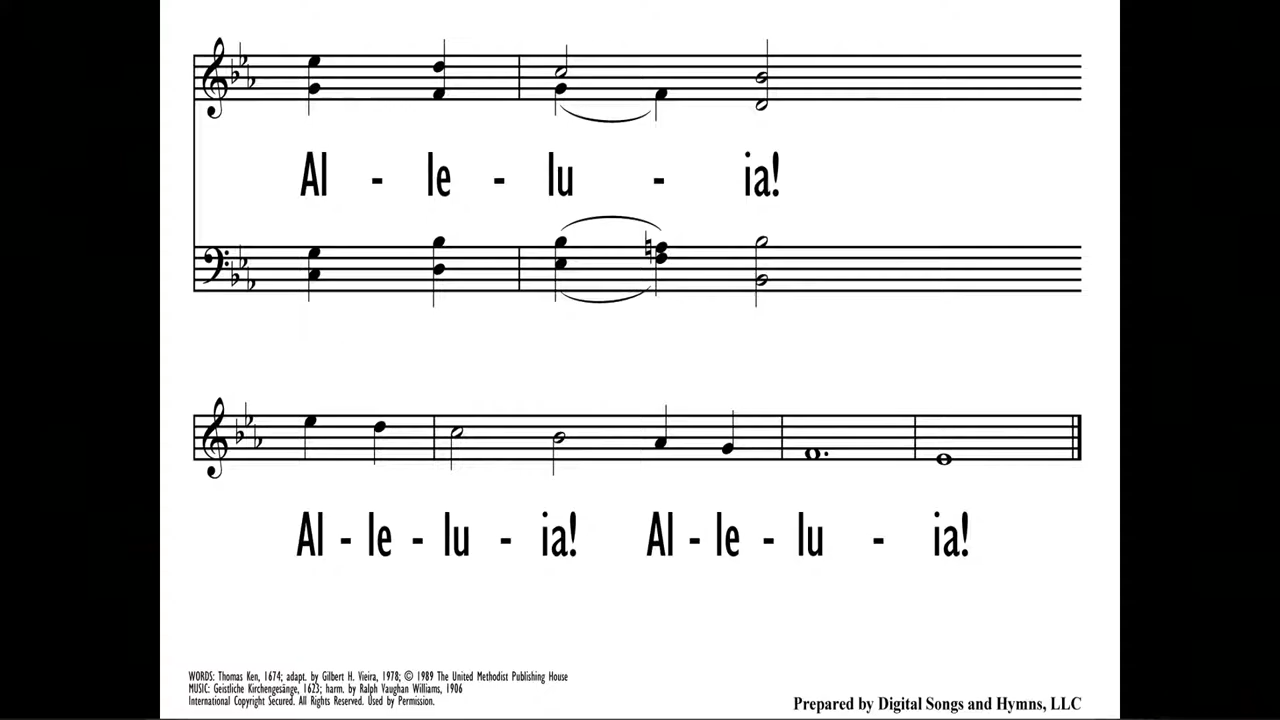 Al - le - lu - ia!
Al - le - lu - ia! Al - le - lu - ia!
WORDS: Thomas Ken, 1674; adapt. by Gilbert H. Vieira, 1978; © 1989 The United Methodist Publishing House
MUSIC: Geistliche Kirchengesänge, 1623; harm. by Ralph Vaughan Williams, 1906
International Copyright Secured. All Rights Reserved. Used by Permission.
Prepared by Digital Songs and Hymns, LLC